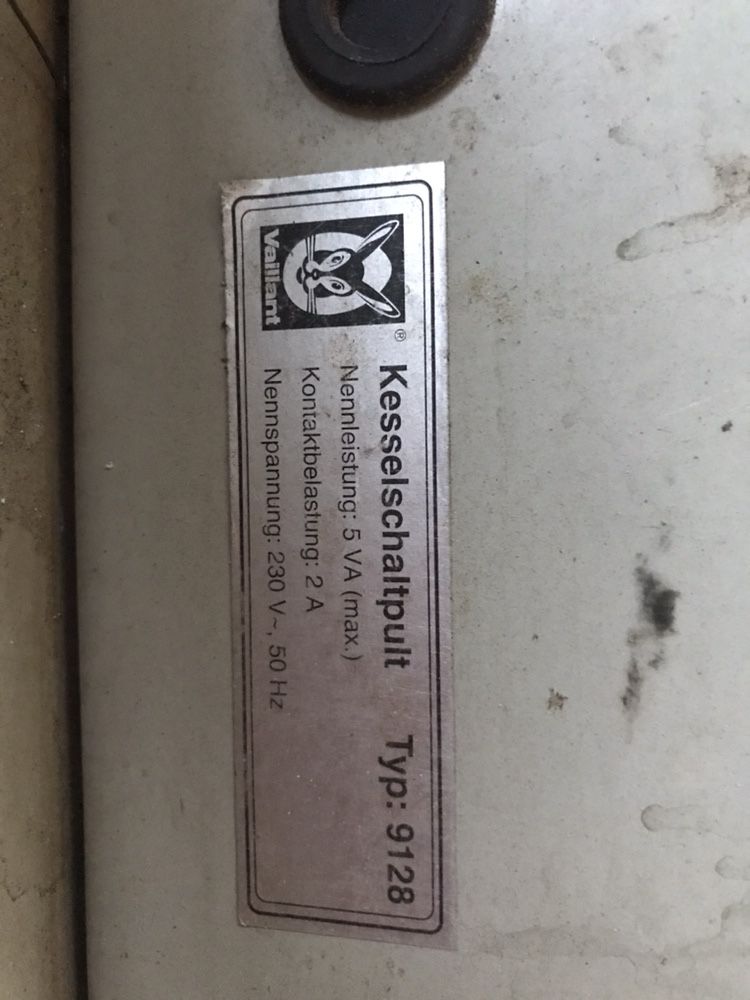 Vaillant
®
Kesselschaltpult Typ: 9128
Nennleistung: 5 VA (max.)
Kontaktbelastung: 2 A
Nennspannung: 230 V~, 50 Hz